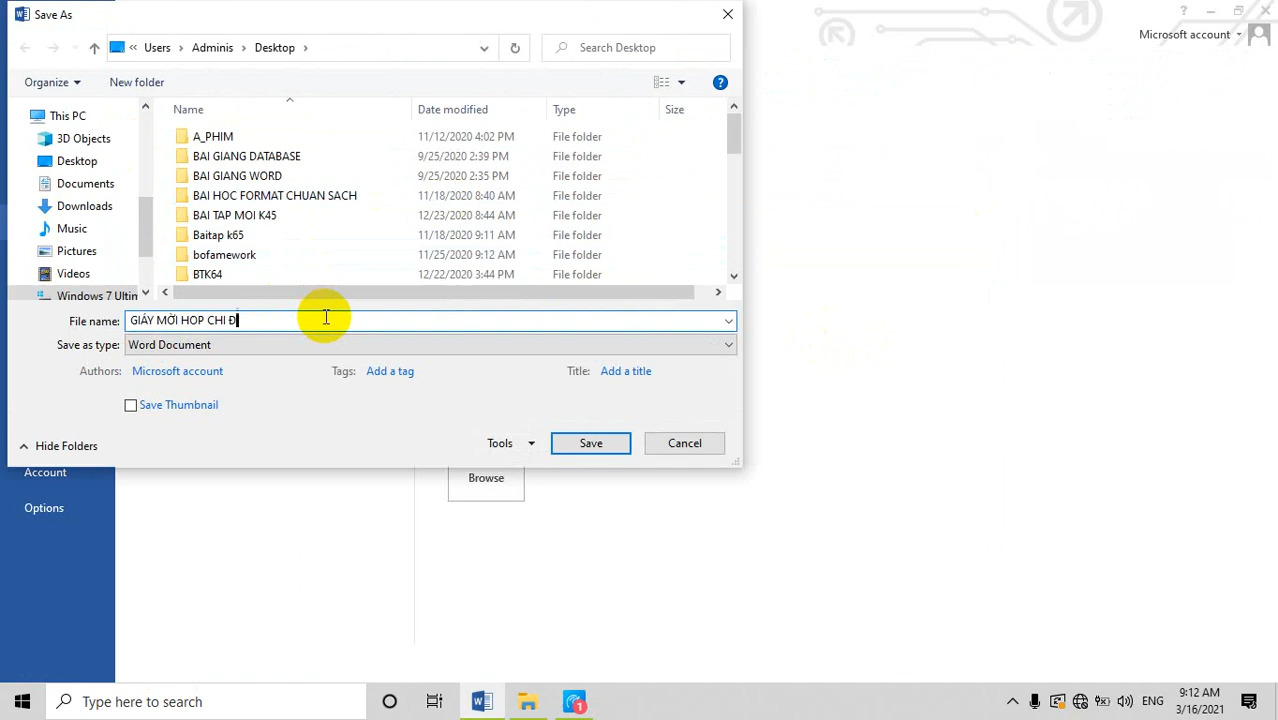 Save As
?
Microsoft account
« Users › Adminis › Desktop ›
Search Desktop
Organize
New folder
?
Name
Date modified
Type
Size
This PC
3D Objects
Desktop
Documents
Downloads
Music
Pictures
Videos
Windows 7 Ultim
A_PHIM 11/12/2020 4:02 PM File folder
BAI GIANG DATABASE 9/25/2020 2:39 PM File folder
BAI GIANG WORD 9/25/2020 2:35 PM File folder
BAI HOC FORMAT CHUAN SACH 11/18/2020 8:40 AM File folder
BAI TAP MOI K45 12/23/2020 8:44 AM File folder
Baitap k65 11/18/2020 9:11 AM File folder
bofamework 11/25/2020 9:12 AM File folder
BTK64 12/22/2020 3:44 PM File folder
File name: GIẤY MỜI HOP CHI Đ
Save as type: Word Document
Authors: Microsoft account
Tags: Add a tag
Title: Add a title
Save Thumbnail
Hide Folders
Tools
Save
Cancel
Account
Browse
Options
Type here to search
1
ENG
9:12 AM
3/16/2021